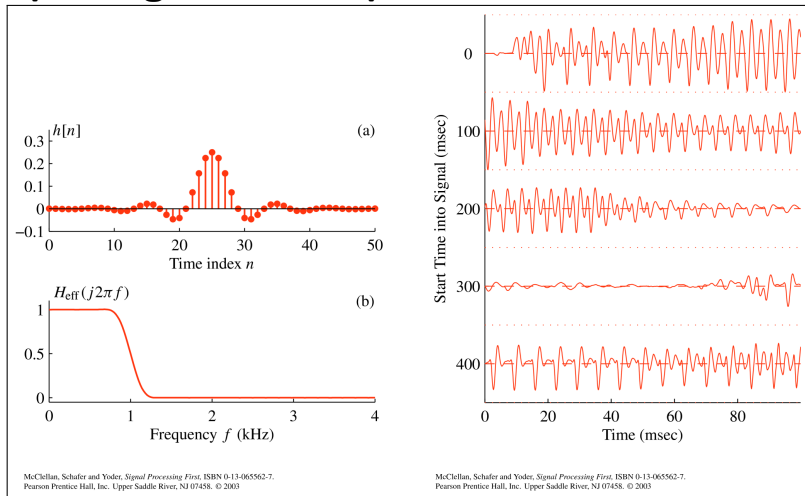 h[n]
(a)
0.3
0.2
0.1
0
−0.1
0 10 20 30 40 50
Time index n
H_eff(j2πf)
(b)
1
0.5
0
0 1 2 3 4
Frequency f (kHz)
McClellan, Schafer and Yoder, Signal Processing First, ISBN 0-13-065562-7.
Pearson Prentice Hall, Inc. Upper Saddle River, NJ 07458. © 2003
Start Time into Signal (msec)
0
100
200
300
400
0 20 40 60 80
Time (msec)
McClellan, Schafer and Yoder, Signal Processing First, ISBN 0-13-065562-7.
Pearson Prentice Hall, Inc. Upper Saddle River, NJ 07458. © 2003